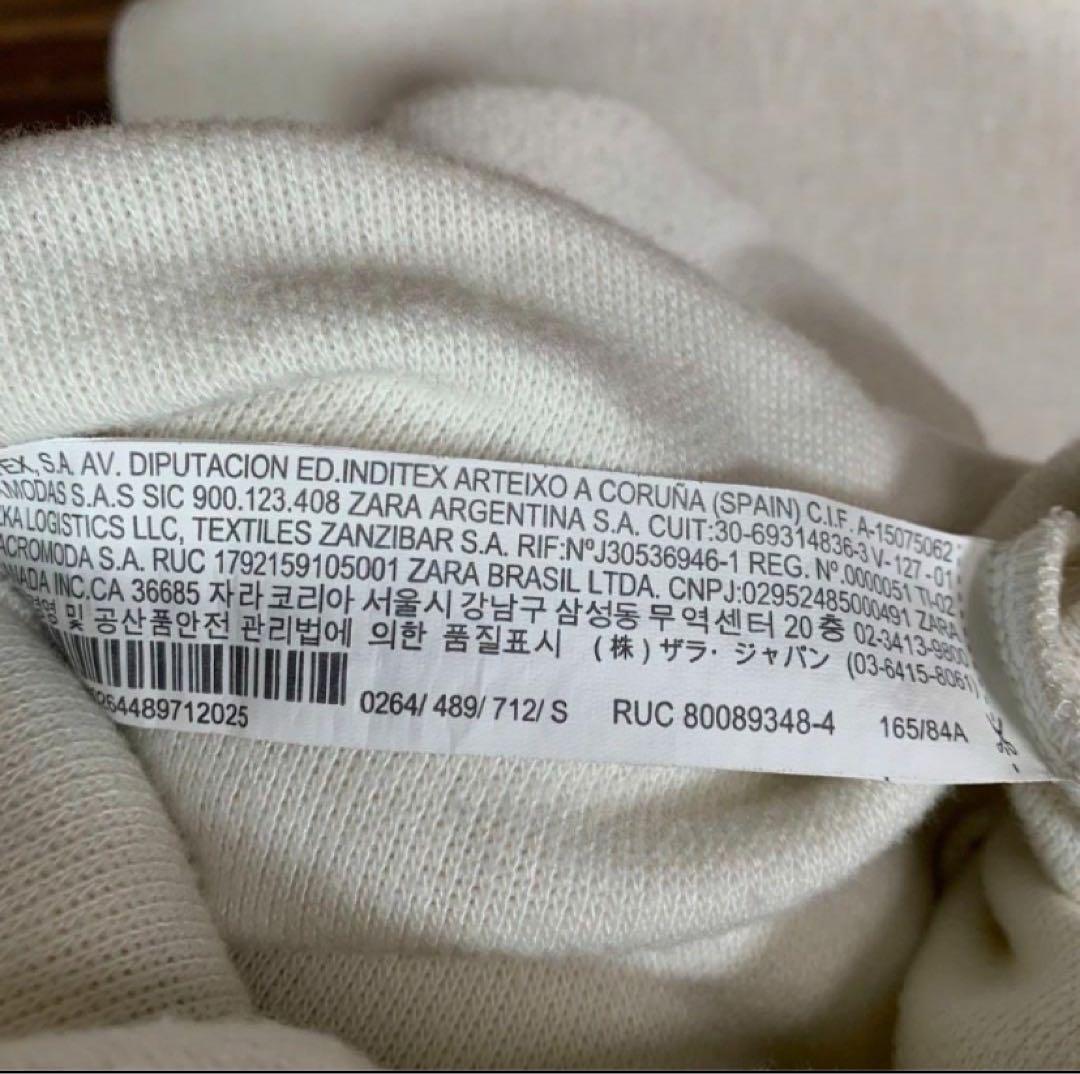 TEX, S.A. AV. DIPUTACION ED.INDITEX ARTEIXO A CORUÑA (SPAIN) C.I.F. A-15075062
AMODAS S.A.S SIC 900.123.408 ZARA ARGENTINA S.A. CUIT:30-69314836-3 V-127-01
CKA LOGISTICS LLC, TEXTILES ZANZIBAR S.A. RIF:NºJ30536946-1 REG. Nº.0000051 TI-02
ACROMODA S.A. RUC 1792159105001 ZARA BRASIL LTDA. CNPJ:02952485000491 ZARA
NADA INC.CA 36685 자라코리아 서울시 강남구 삼성동 무역센터 20층 02-3413-9800
및 공산품안전 관리법에 의한 품질표시 (株) ザラ・ジャパン (03-6415-8061)
264489712025 0264/ 489/ 712/ S RUC 80089348-4 165/84A